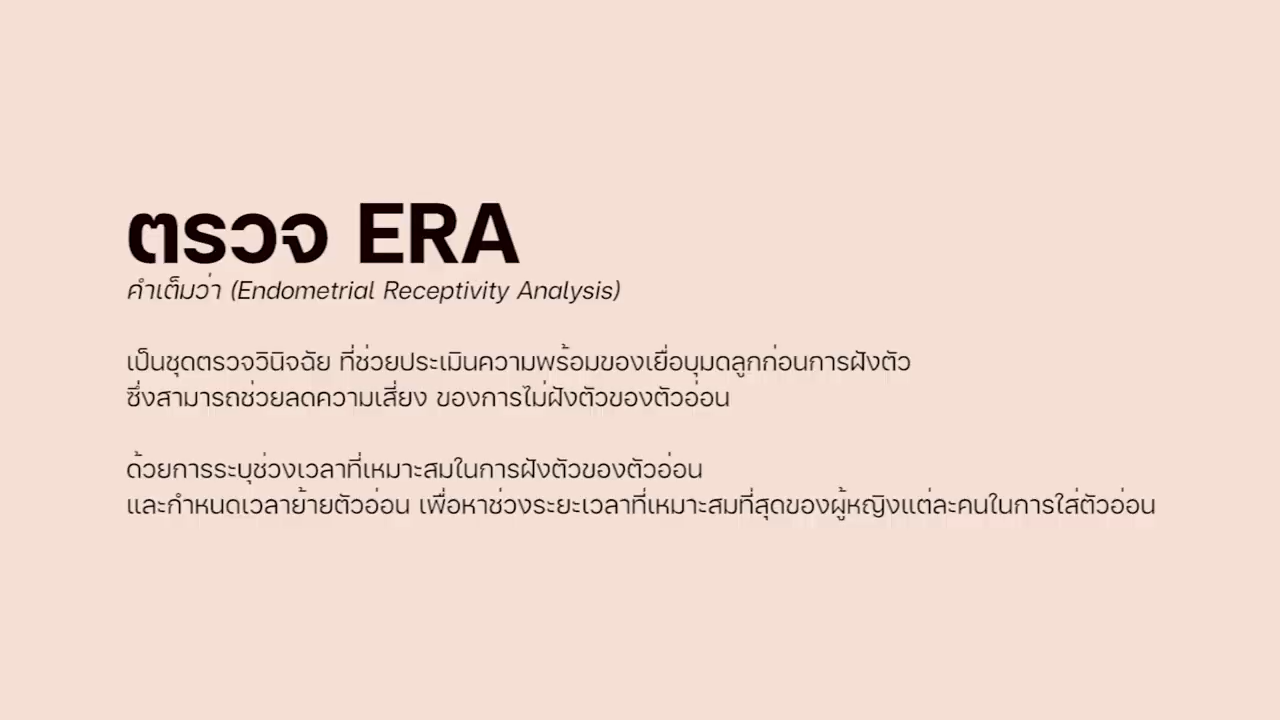 ตรวจ ERA
คำเต็มว่า (Endometrial Receptivity Analysis)
เป็นชุดตรวจวินิจฉัย ที่ช่วยประเมินความพร้อมของเยื่อบุมดลูกก่อนการฝังตัว
ซึ่งสามารถช่วยลดความเสี่ยง ของการไม่ฝังตัวของตัวอ่อน
ด้วยการระบุช่วงเวลาที่เหมาะสมในการฝังตัวของตัวอ่อน
และกำหนดเวลาย้ายตัวอ่อน เพื่อหาช่วงระยะเวลาที่เหมาะสมที่สุดของผู้หญิงแต่ละคนในการใส่ตัวอ่อน